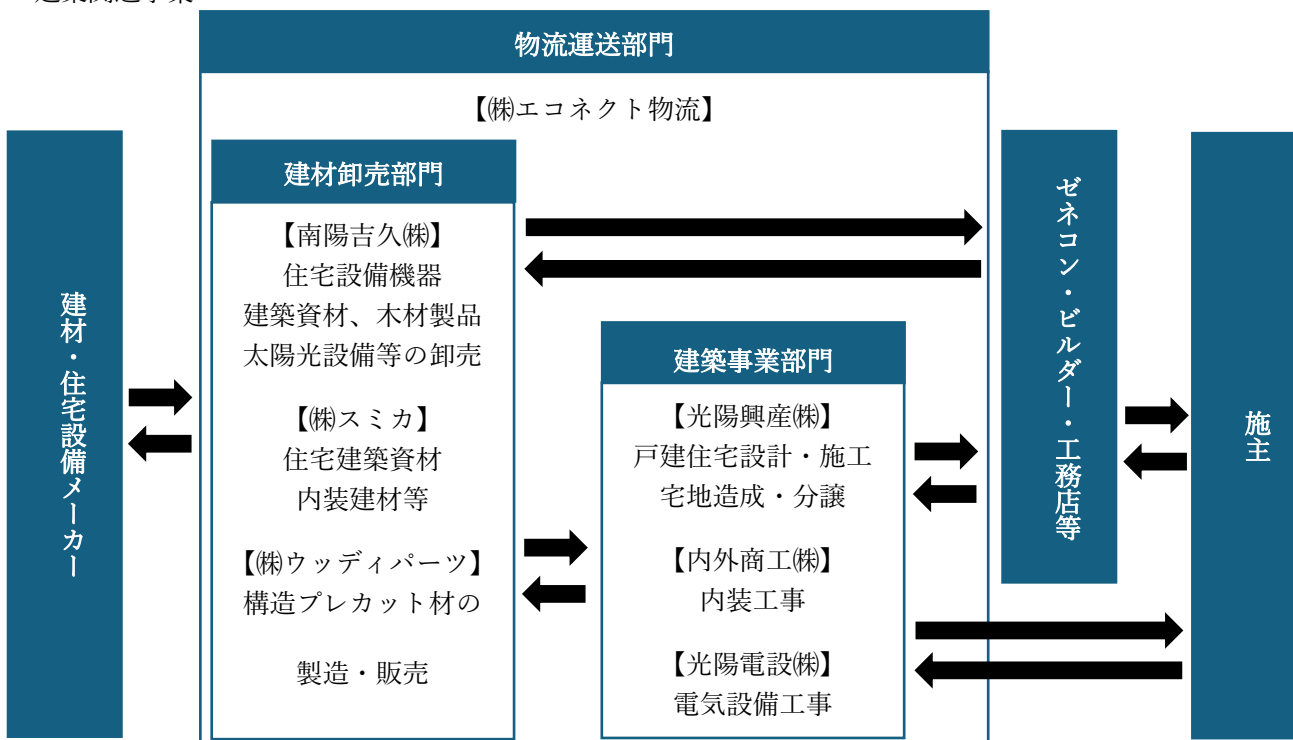 物流運送部門
【㈱エコネクト物流】
建材・住宅設備メーカー
建材卸売部門
【南陽吉久㈱】
住宅設備機器
建築資材、木材製品
太陽光設備等の卸売
【㈱スミカ】
住宅建築資材
内装建材等
【㈱ウッディパーツ】
構造プレカット材の
製造・販売
建築事業部門
【光陽興産㈱】
戸建住宅設計・施工
宅地造成・分譲
【内外商工㈱】
内装工事
【光陽電設㈱】
電気設備工事
ゼネコン・ビルダー・工務店等
施主